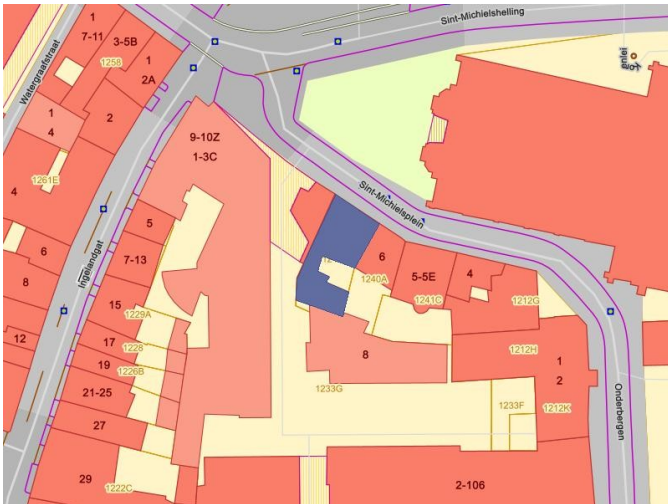 Sint-Michielshelling
Watergraafstraat
7-11
3-5B
1258
1
2A
2
1
4
4
1261E
6
8
12
Ingelandgat
9-10Z
1-3C
5
7-13
15
1229A
17
1228
19
1226B
21-25
27
29
1222C
Sint-Michielsplein
6
1240A
5-5E
1241C
4
1212G
8
1233G
1212H
1
2
1212K
1233F
Onderbergen
2-106